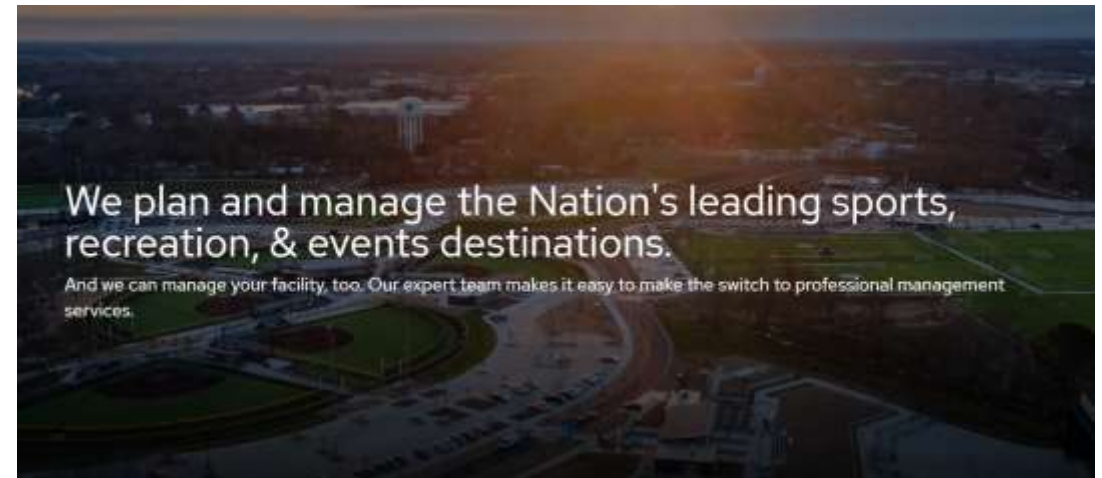 We plan and manage the Nation's leading sports,
recreation, & events destinations.
And we can manage your facility, too. Our expert team makes it easy to make the switch to professional management
services.